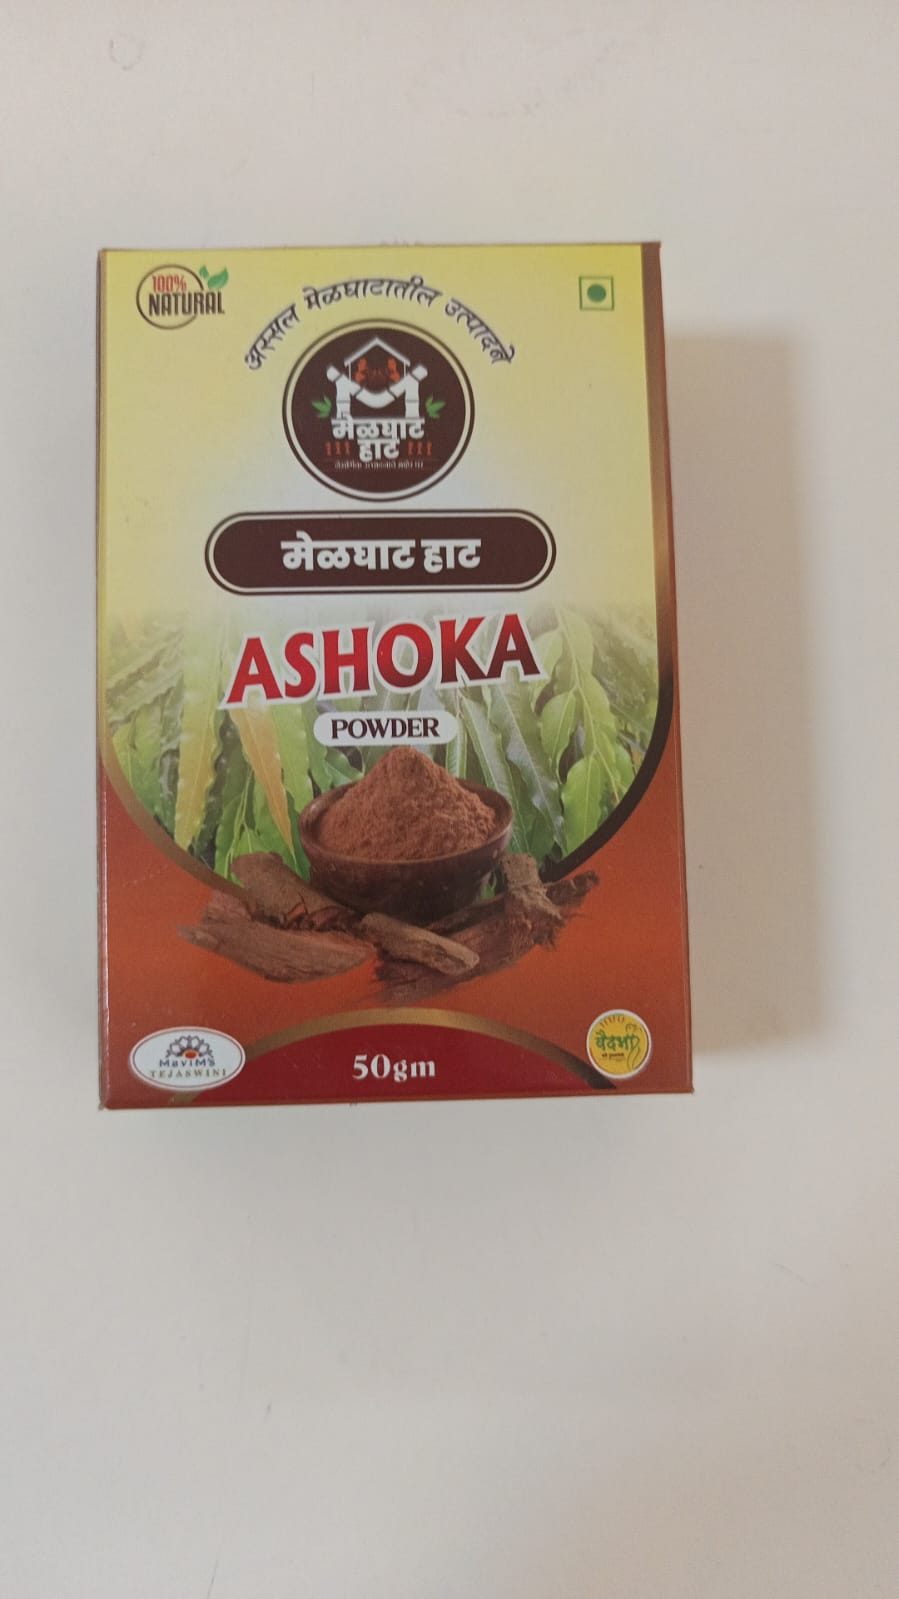 100%
NATURAL
अस्सल मेळघाटातील उत्पादने
मेळघाट
हाट
मेळघाट हाट
ASHOKA
POWDER
MAVIM's
TEJASWINI
50gm